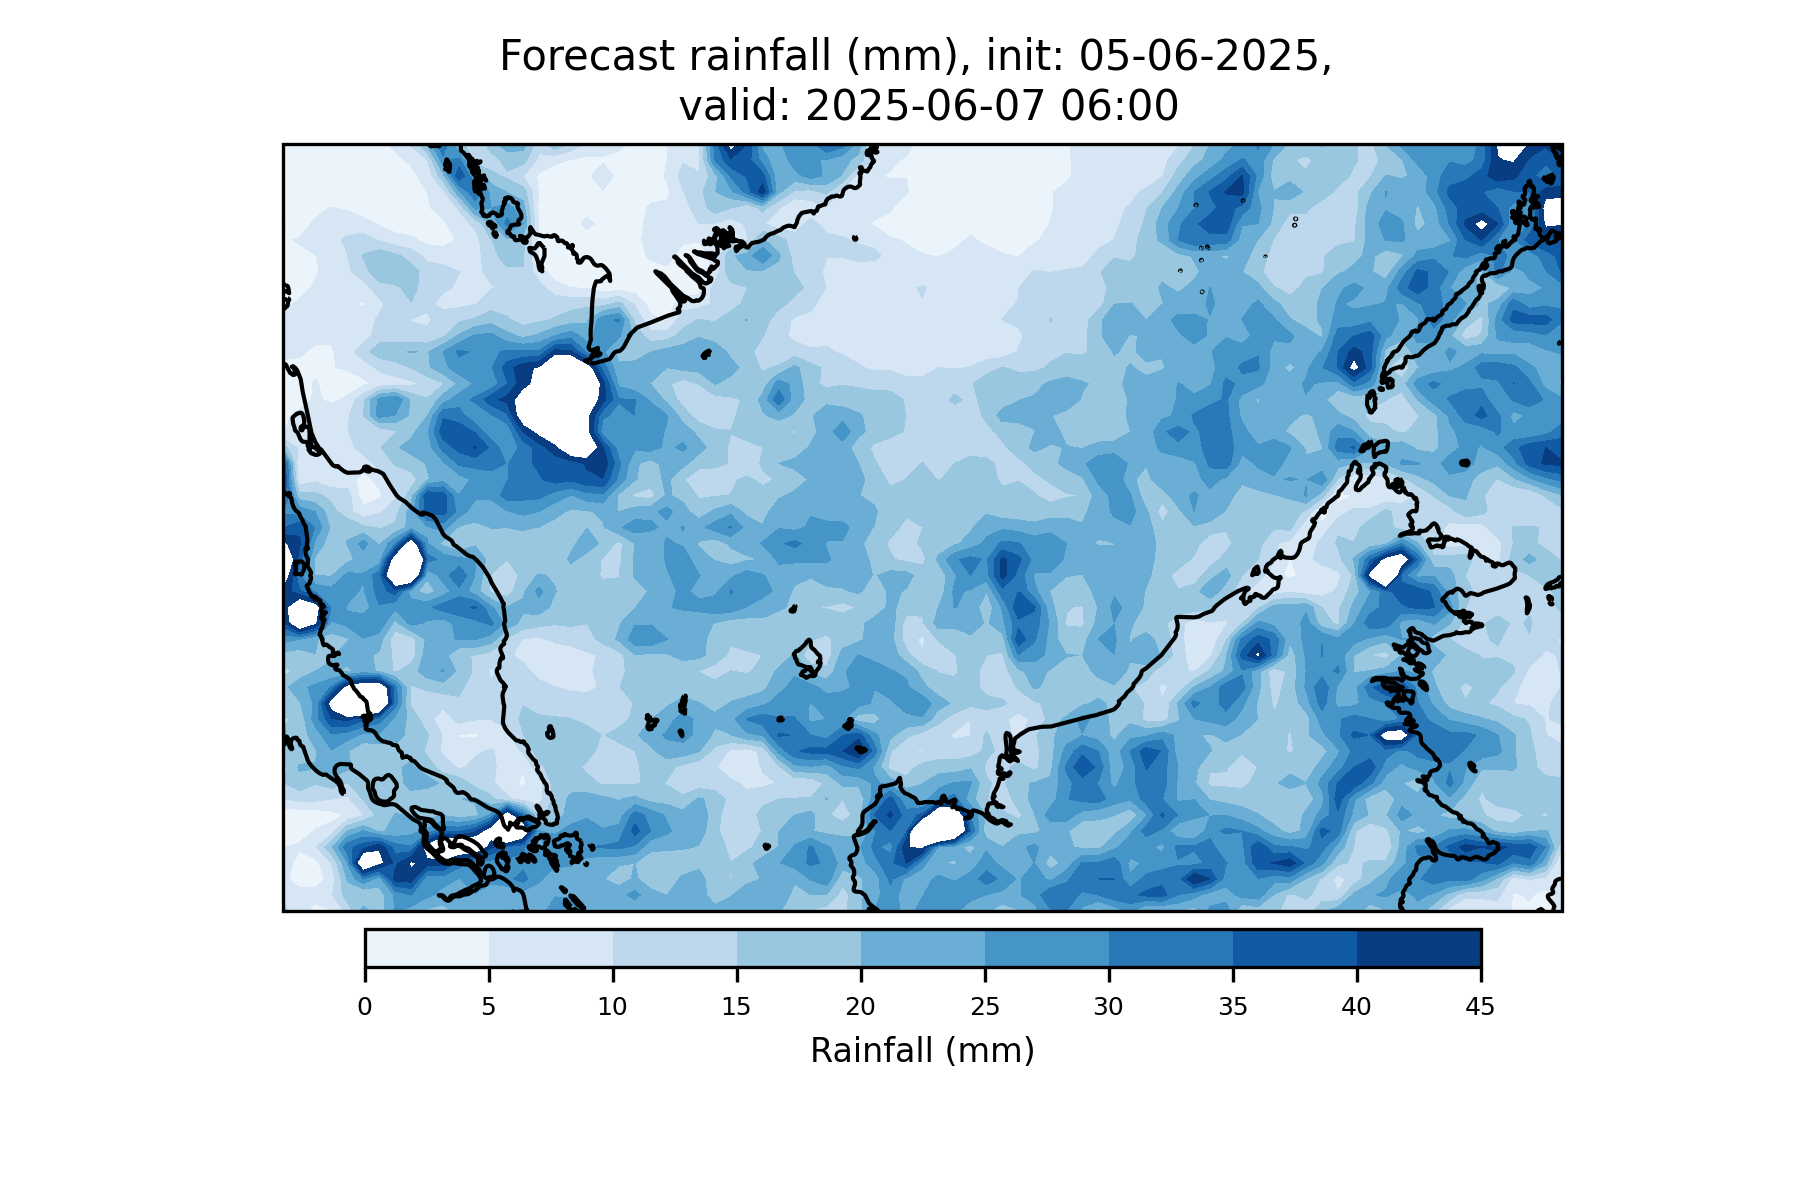 Forecast rainfall (mm), init: 05-06-2025,
valid: 2025-06-07 06:00
0 5 10 15 20 25 30 35 40 45
Rainfall (mm)